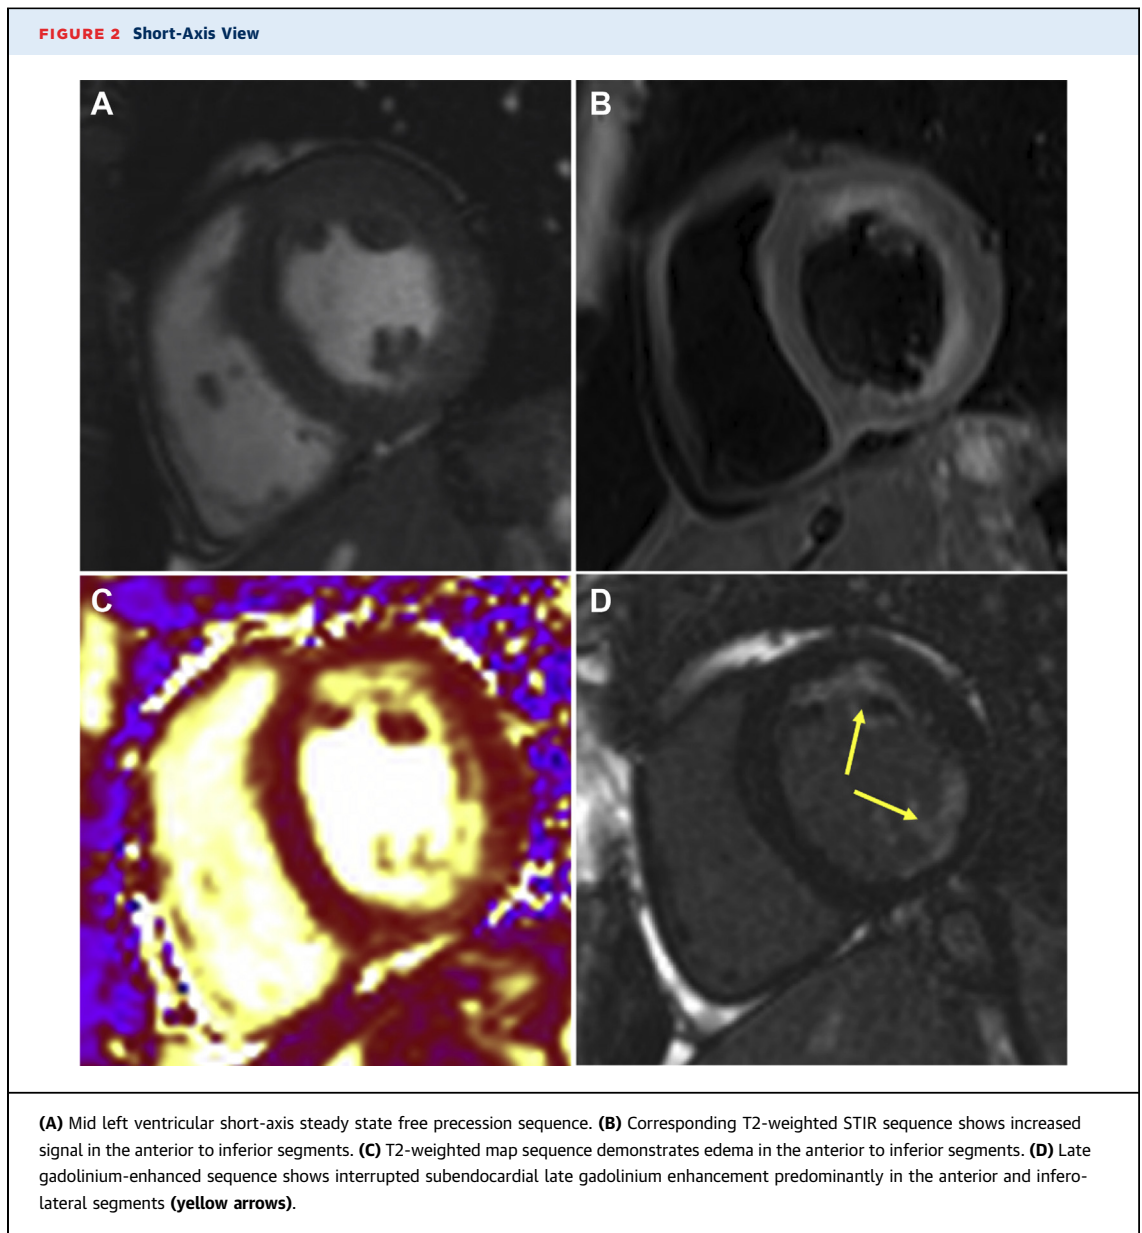 FIGURE 2 Short-Axis View
A
B
C
D
(A) Mid left ventricular short-axis steady state free precession sequence. (B) Corresponding T2-weighted STIR sequence shows increased
signal in the anterior to inferior segments. (C) T2-weighted map sequence demonstrates edema in the anterior to inferior segments. (D) Late
gadolinium-enhanced sequence shows interrupted subendocardial late gadolinium enhancement predominantly in the anterior and infero-
lateral segments (yellow arrows).